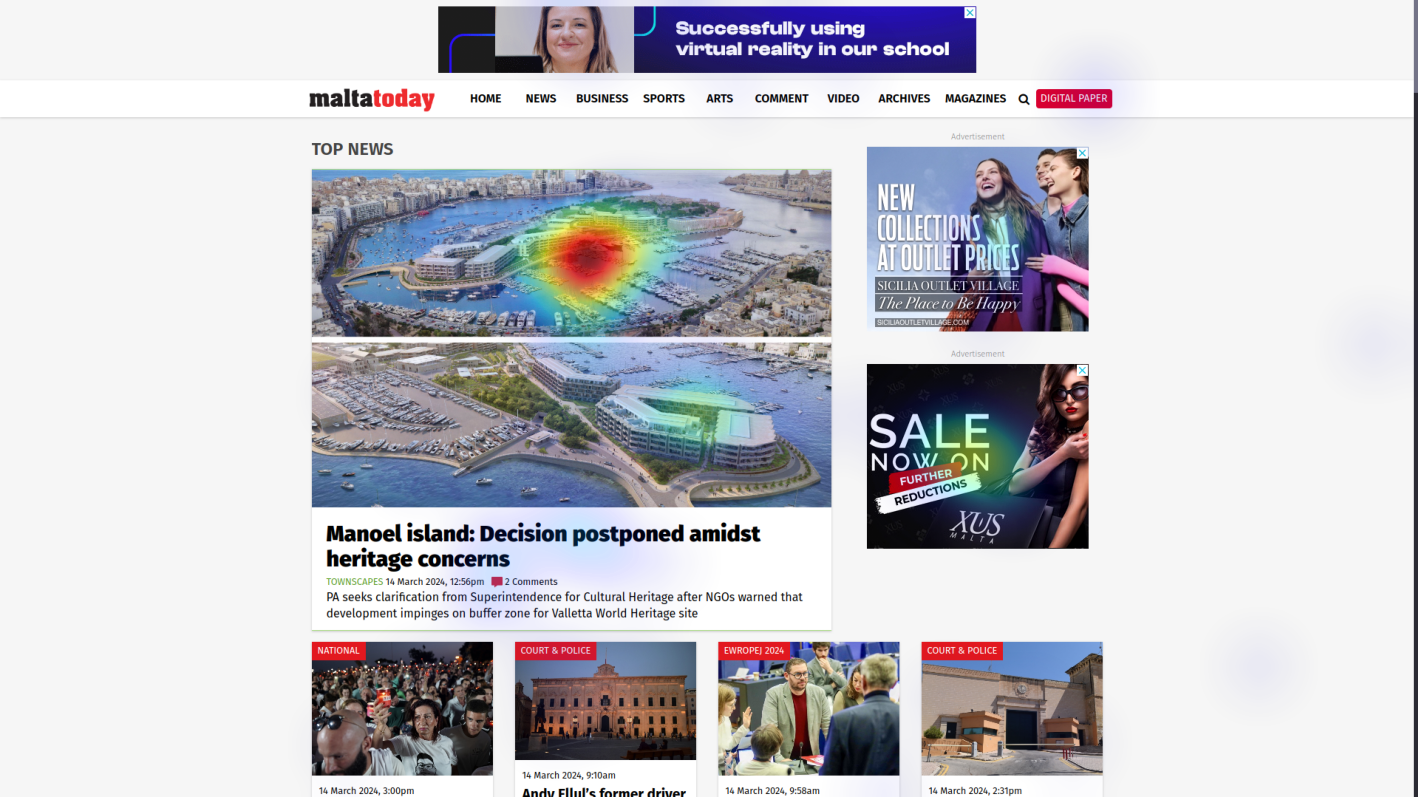 Successfully using
virtual reality in our school
maltatoday
HOME NEWS BUSINESS SPORTS ARTS COMMENT VIDEO ARCHIVES MAGAZINES DIGITAL PAPER
TOP NEWS
Manoel island: Decision postponed amidst
heritage concerns
TOWNSCAPES 14 March 2024, 12:56pm 2 Comments
PA seeks clarification from Superintendence for Cultural Heritage after NGOs warned that
development impinges on buffer zone for Valletta World Heritage site
Advertisement
NEW
COLLECTIONS
AT OUTLET PRICES
SICILIA OUTLET VILLAGE
The Place to Be Happy
SICILIAOUTLETVILLAGE.COM
Advertisement
SALE
NOW ON
FURTHER
REDUCTIONS
XUS
MALTA
NATIONAL
14 March 2024, 3:00pm
COURT & POLICE
14 March 2024, 9:10am
Andy Ellul's former driver
EWROPEJ 2024
14 March 2024, 9:58am
COURT & POLICE
14 March 2024, 2:31pm